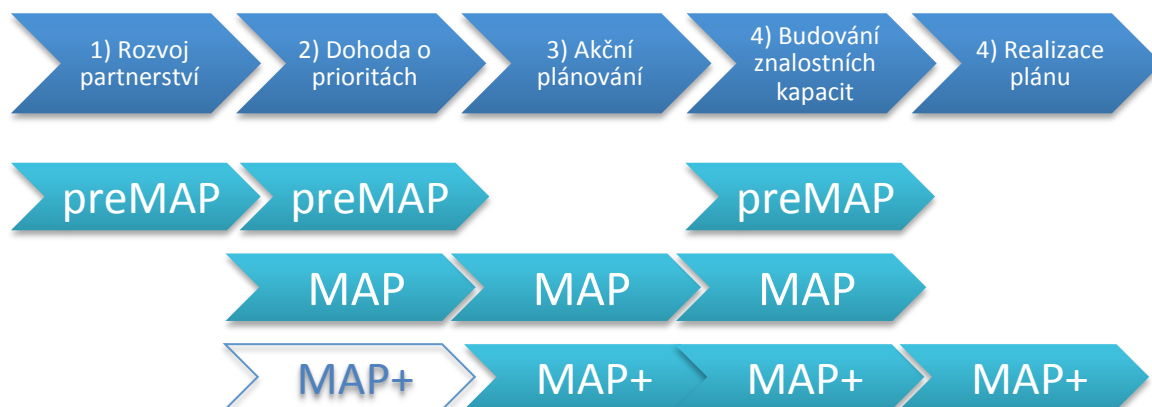 1) Rozvoj
partnerství
2) Dohoda o
prioritách
3) Akční
plánování
4) Budování
znalostních
kapacit
4) Realizace
plánu
preMAP
preMAP
preMAP
MAP
MAP
MAP
MAP+
MAP+
MAP+
MAP+